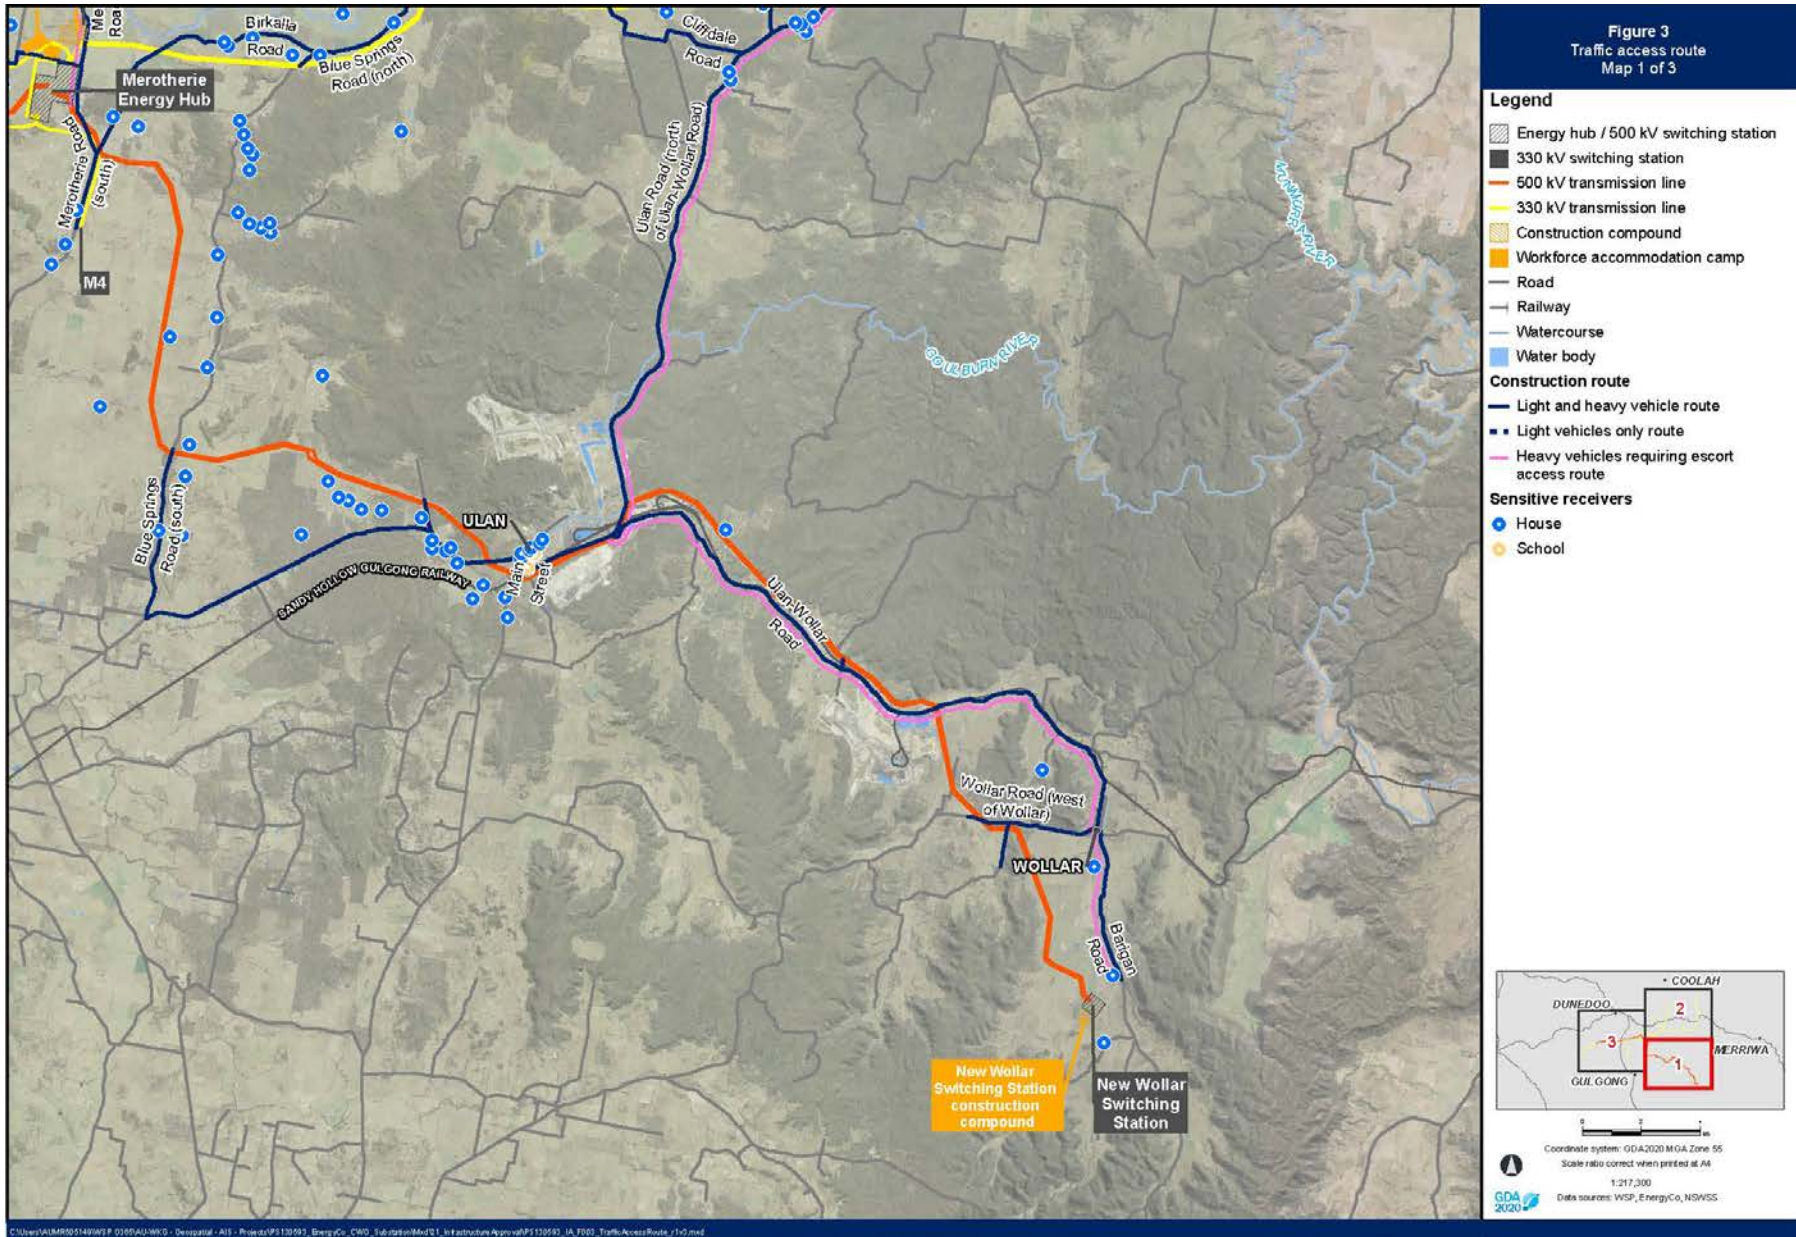 Figure 3
Traffic access route
Map 1 of 3
Legend
Energy hub / 500 kV switching station
330 kV switching station
500 kV transmission line
330 kV transmission line
Construction compound
Workforce accommodation camp
Road
Railway
Watercourse
Water body
Construction route
Light and heavy vehicle route
Light vehicles only route
Heavy vehicles requiring escort
access route
Sensitive receivers
House
School
Birkalla
Road
Blue Springs
Road (north)
Cliffdale
Road
Merotherie
Energy Hub
Merotherie Road
(south)
M4
Ulan Road (north
of Ulan-Wollar Road)
GOULBURN RIVER
Blue Springs
Road (south)
ULAN
SANDY HOLLOW GULGONG RAILWAY
Main
Street
Ulan-Wollar
Road
Wollar Road (west
of Wollar)
WOLLAR
Barigan
Road
New Wollar
Switching Station
construction
compound
New Wollar
Switching
Station
COOLAH
DUNEDOO
2
3
MERRIWA
1
GULGONG
Coordinate system: GDA2020 MGA Zone 55
Scale ratio correct when printed at A4
1:217,300
GDA
2020
Data sources: WSP, EnergyCo, NSWSS